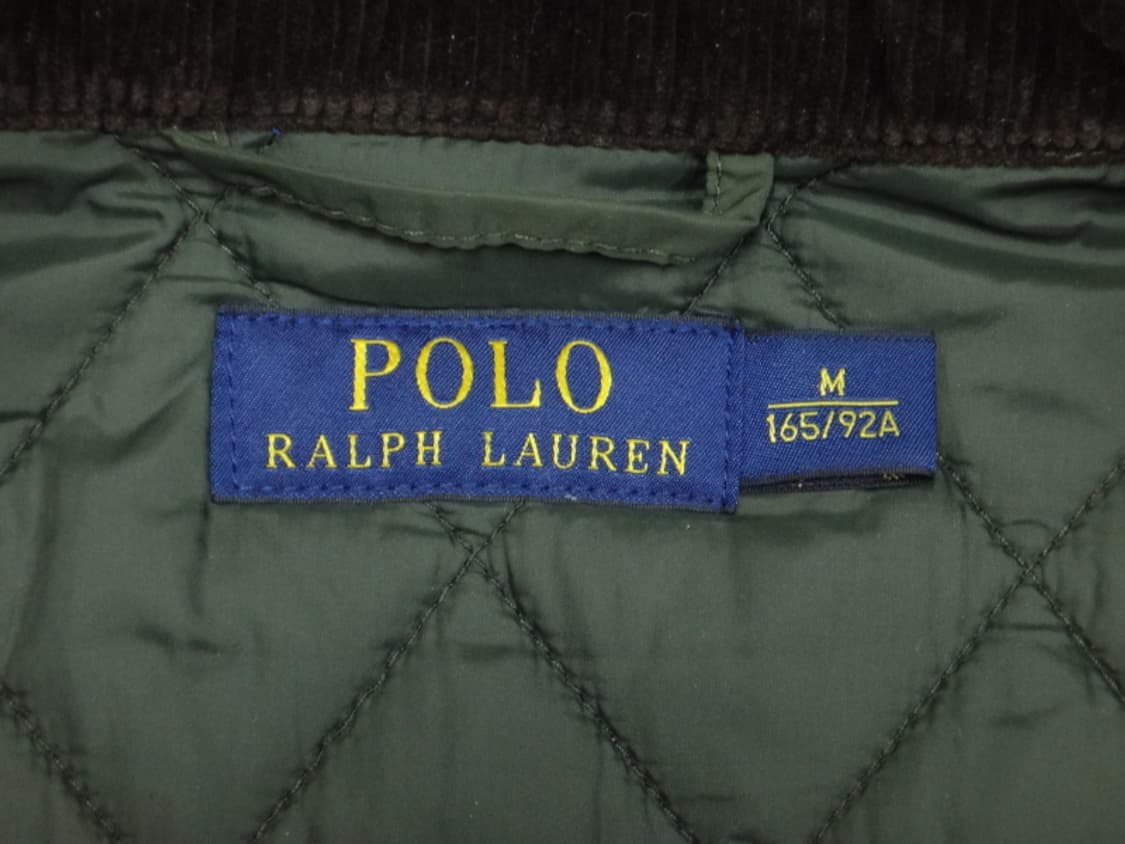 POLO
RALPH LAUREN
M
165/92A